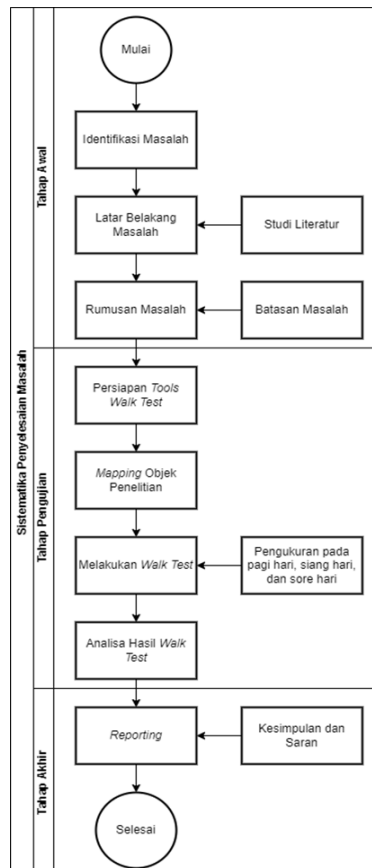 Sistematika Penyelesaian Masalah
Tahap Awal
Mulai
Identifikasi Masalah
Latar Belakang
Masalah
Studi Literatur
Rumusan Masalah
Batasan Masalah
Tahap Pengujian
Persiapan Tools
Walk Test
Mapping Objek
Penelitian
Melakukan Walk Test
Pengukuran pada
pagi hari, siang hari,
dan sore hari
Analisa Hasil Walk
Test
Tahap Akhir
Reporting
Kesimpulan dan
Saran
Selesai